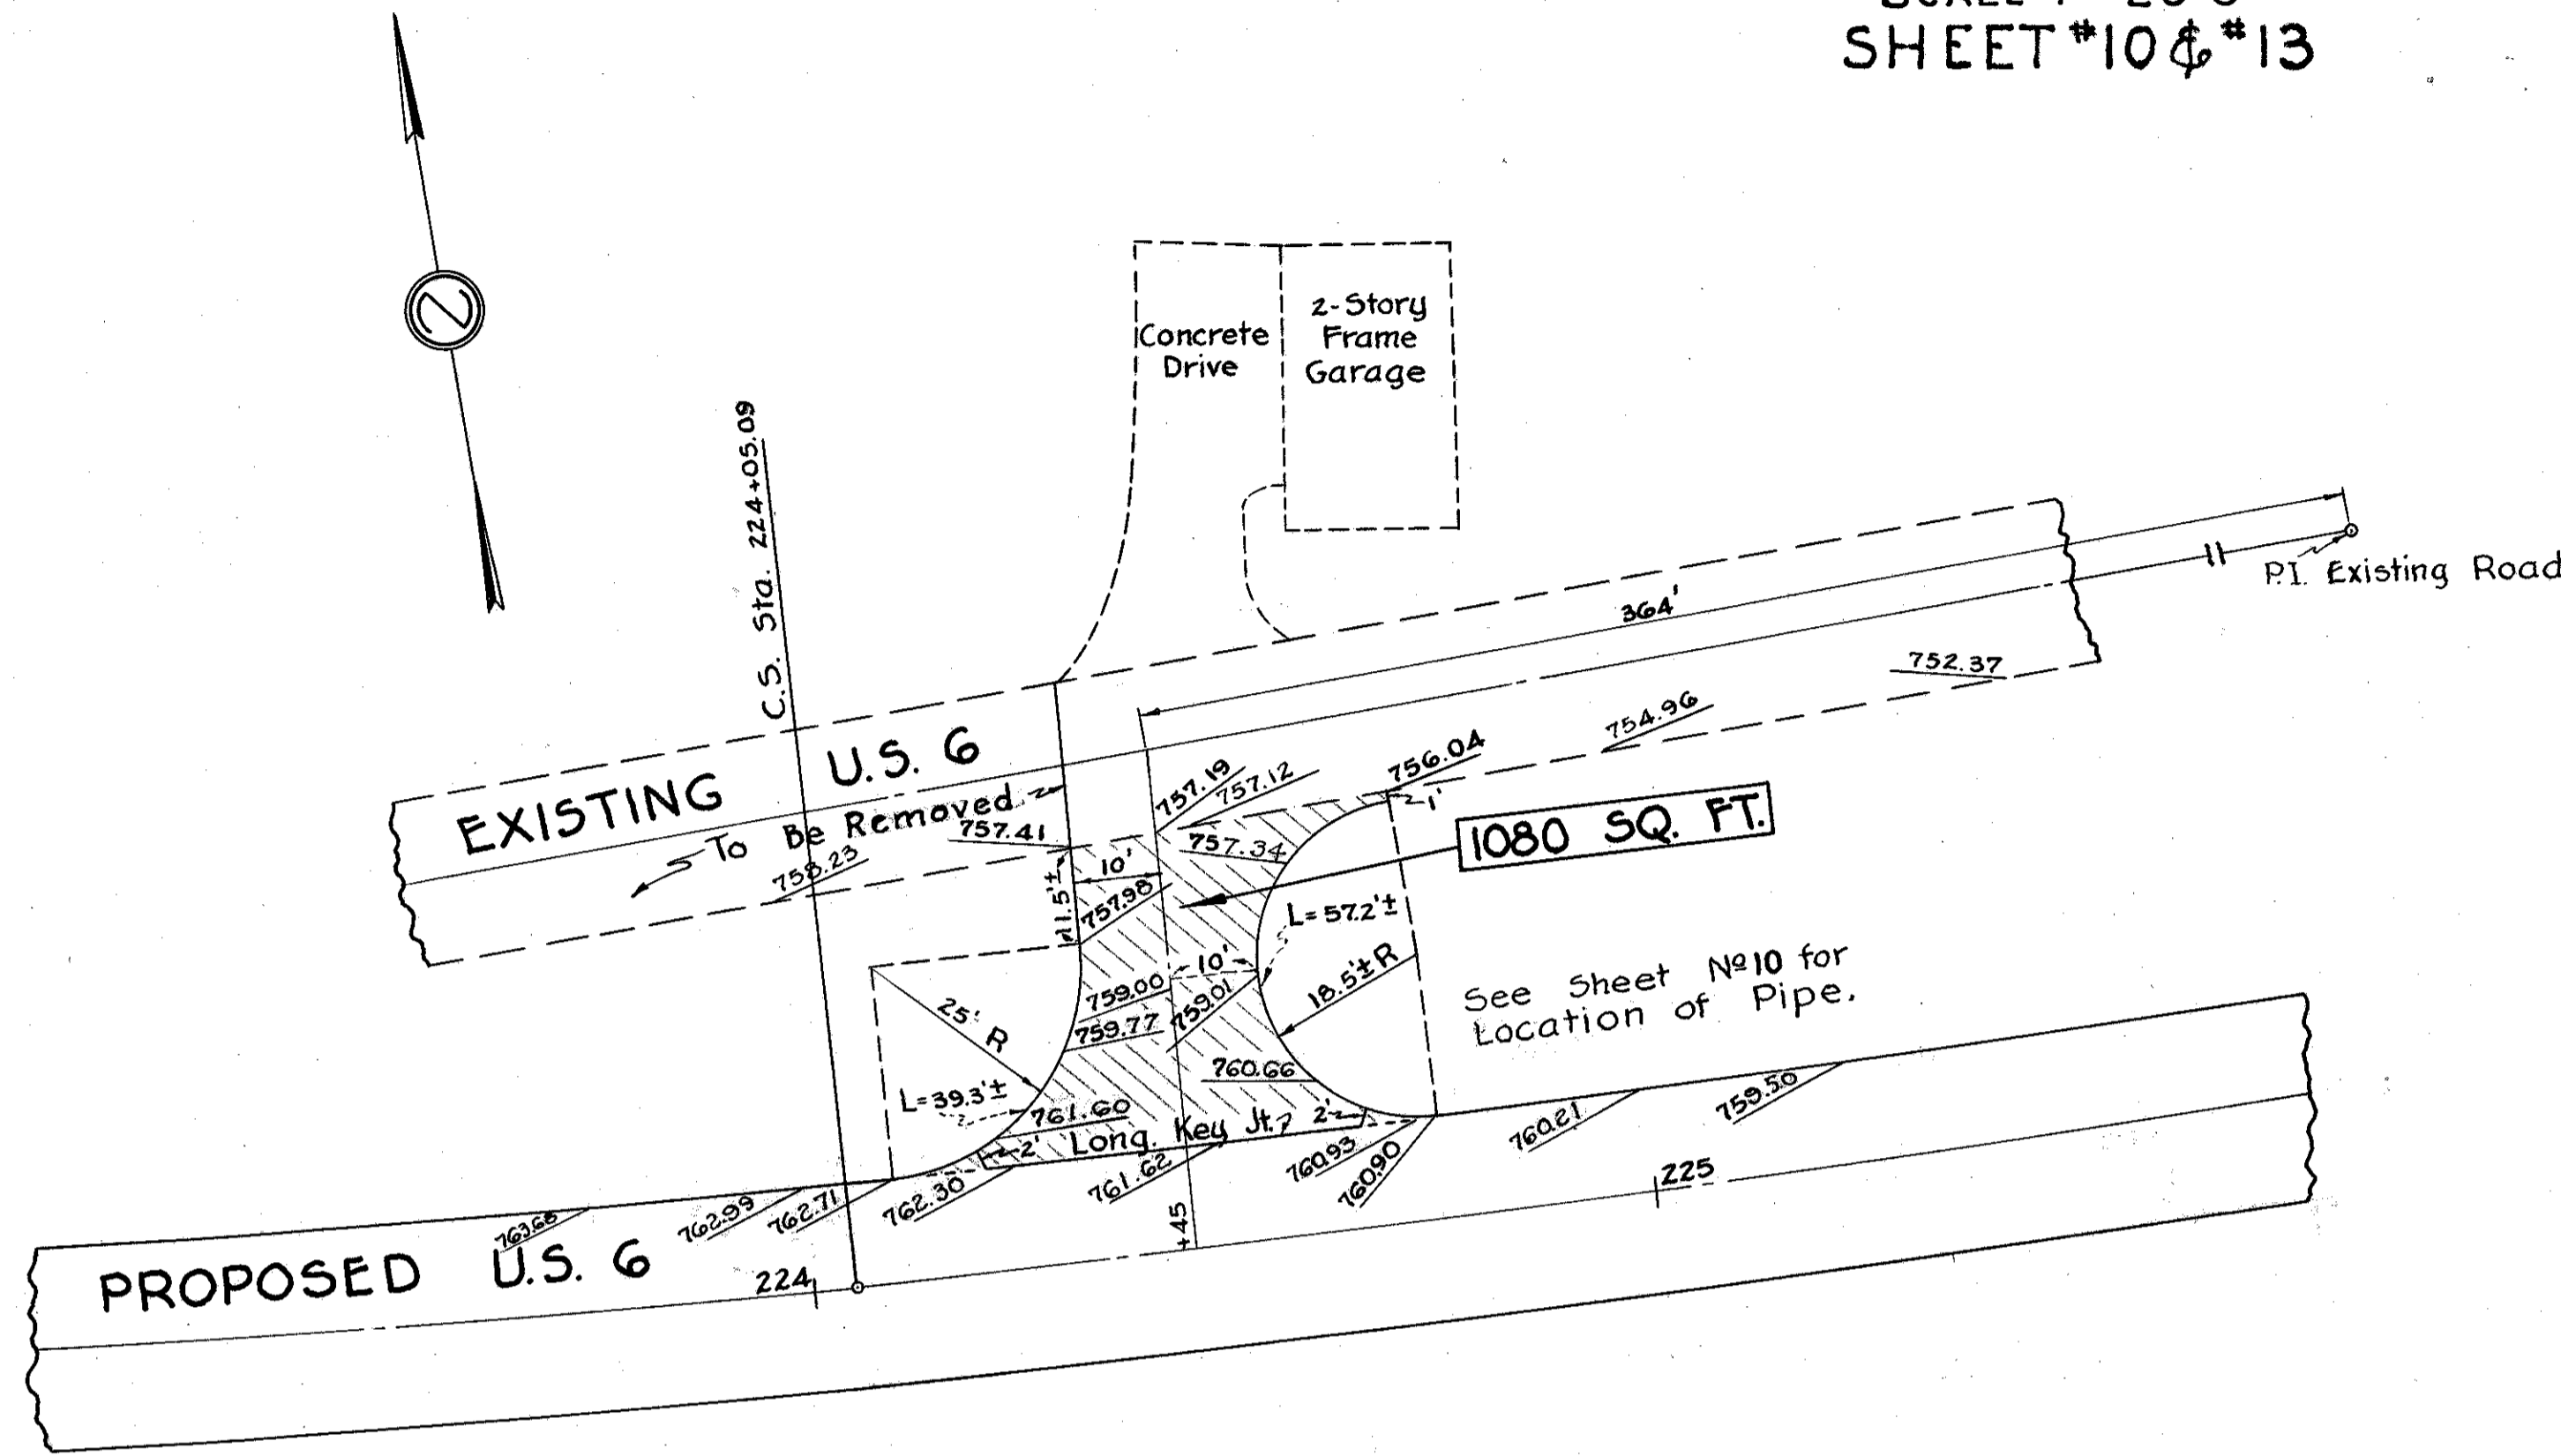 SHEET #10 & #13
Concrete
Drive
2-Story
Frame
Garage
C.S. Sta. 224+05.09
364'
P.I. Existing Road
752.37
754.96
756.04
EXISTING U.S. 6
To Be Removed
757.41
758.23
757.19
757.12
1'
757.34
1080 SQ. FT.
10'
11.5'±
757.98
L=57.2'±
10'
18.5'± R
759.00
759.01
759.77
25' R
See Sheet Nº10 for
Location of Pipe.
L=39.3'±
760.66
761.60
2' Long. Key Jt. 2'
763.68
762.99
762.71
762.30
761.62
760.93
760.90
760.21
759.50
PROPOSED U.S. 6
224
+45
225